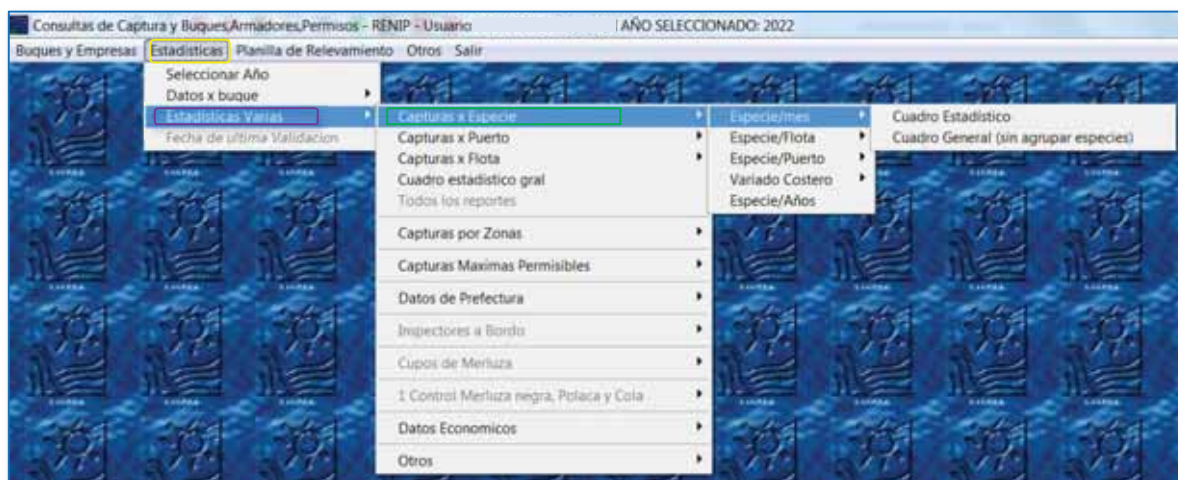 Consultas de Captura y Buques,Armadores,Permisos - RENIP - Usuario AÑO SELECCIONADO: 2022
Buques y Empresas Estadisticas Planilla de Relevamiento Otros Salir
Seleccionar Año
Datos x buque
Estadisticas Varias
Fecha de ultima Validacion
Capturas x Especie
Capturas x Puerto
Capturas x Flota
Cuadro estadistico gral
Todos los reportes
Capturas por Zonas
Capturas Maximas Permisibles
Datos de Prefectura
Inspectores a Bordo
Cupos de Merluza
1 Control Merluza negra, Polaca y Cola
Datos Economicos
Otros
Especie/mes
Especie/Flota
Especie/Puerto
Variado Costero
Especie/Años
Cuadro Estadístico
Cuadro General (sin agrupar especies)